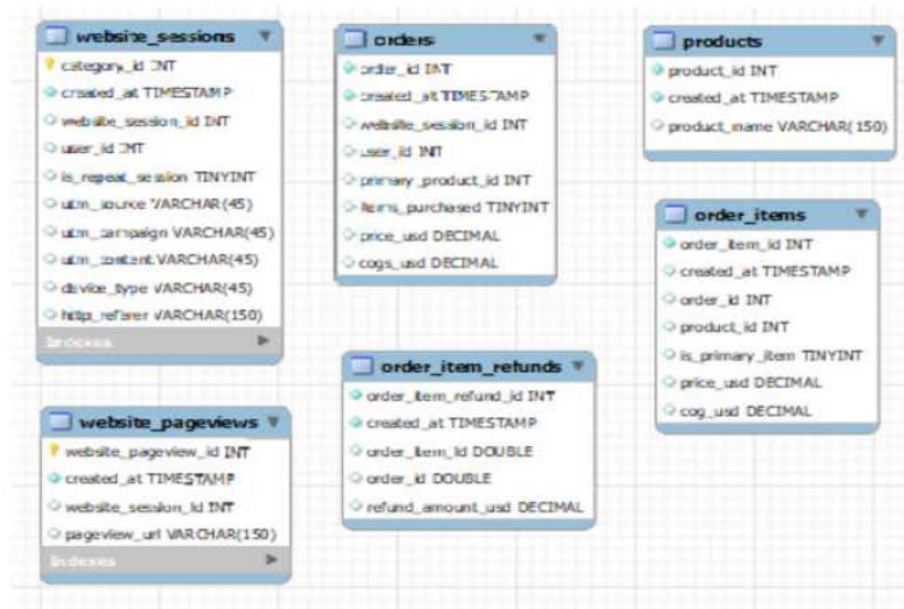 website_sessions
category_id INT
created_at TIMESTAMP
website_session_id INT
user_id INT
is_repeat_session TINYINT
utm_source VARCHAR(45)
utm_campaign VARCHAR(45)
utm_content VARCHAR(45)
device_type VARCHAR(45)
http_referer VARCHAR(150)
Indexes
website_pageviews
website_pageview_id INT
created_at TIMESTAMP
website_session_id INT
pageview_url VARCHAR(150)
Indexes
orders
order_id INT
created_at TIMESTAMP
website_session_id INT
user_id INT
primary_product_id INT
items_purchased TINYINT
price_usd DECIMAL
cogs_usd DECIMAL
order_item_refunds
order_item_refund_id INT
created_at TIMESTAMP
order_item_id DOUBLE
order_id DOUBLE
refund_amount_usd DECIMAL
products
product_id INT
created_at TIMESTAMP
product_name VARCHAR(150)
order_items
order_item_id INT
created_at TIMESTAMP
order_id INT
product_id INT
is_primary_item TINYINT
price_usd DECIMAL
cog_usd DECIMAL